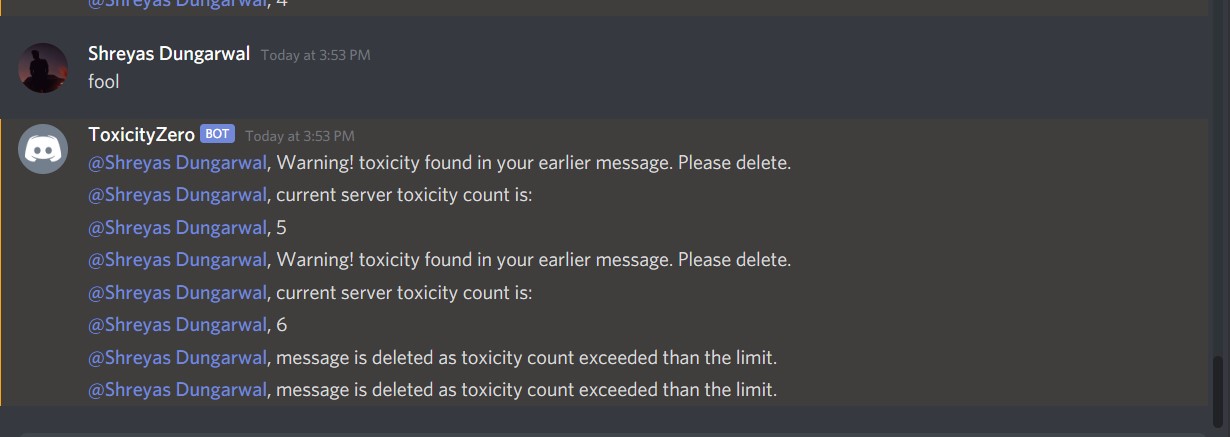 @Shreyas Dungarwal, 4
Shreyas Dungarwal Today at 3:53 PM
fool
ToxicityZero BOT Today at 3:53 PM
@Shreyas Dungarwal, Warning! toxicity found in your earlier message. Please delete.
@Shreyas Dungarwal, current server toxicity count is:
@Shreyas Dungarwal, 5
@Shreyas Dungarwal, Warning! toxicity found in your earlier message. Please delete.
@Shreyas Dungarwal, current server toxicity count is:
@Shreyas Dungarwal, 6
@Shreyas Dungarwal, message is deleted as toxicity count exceeded than the limit.
@Shreyas Dungarwal, message is deleted as toxicity count exceeded than the limit.